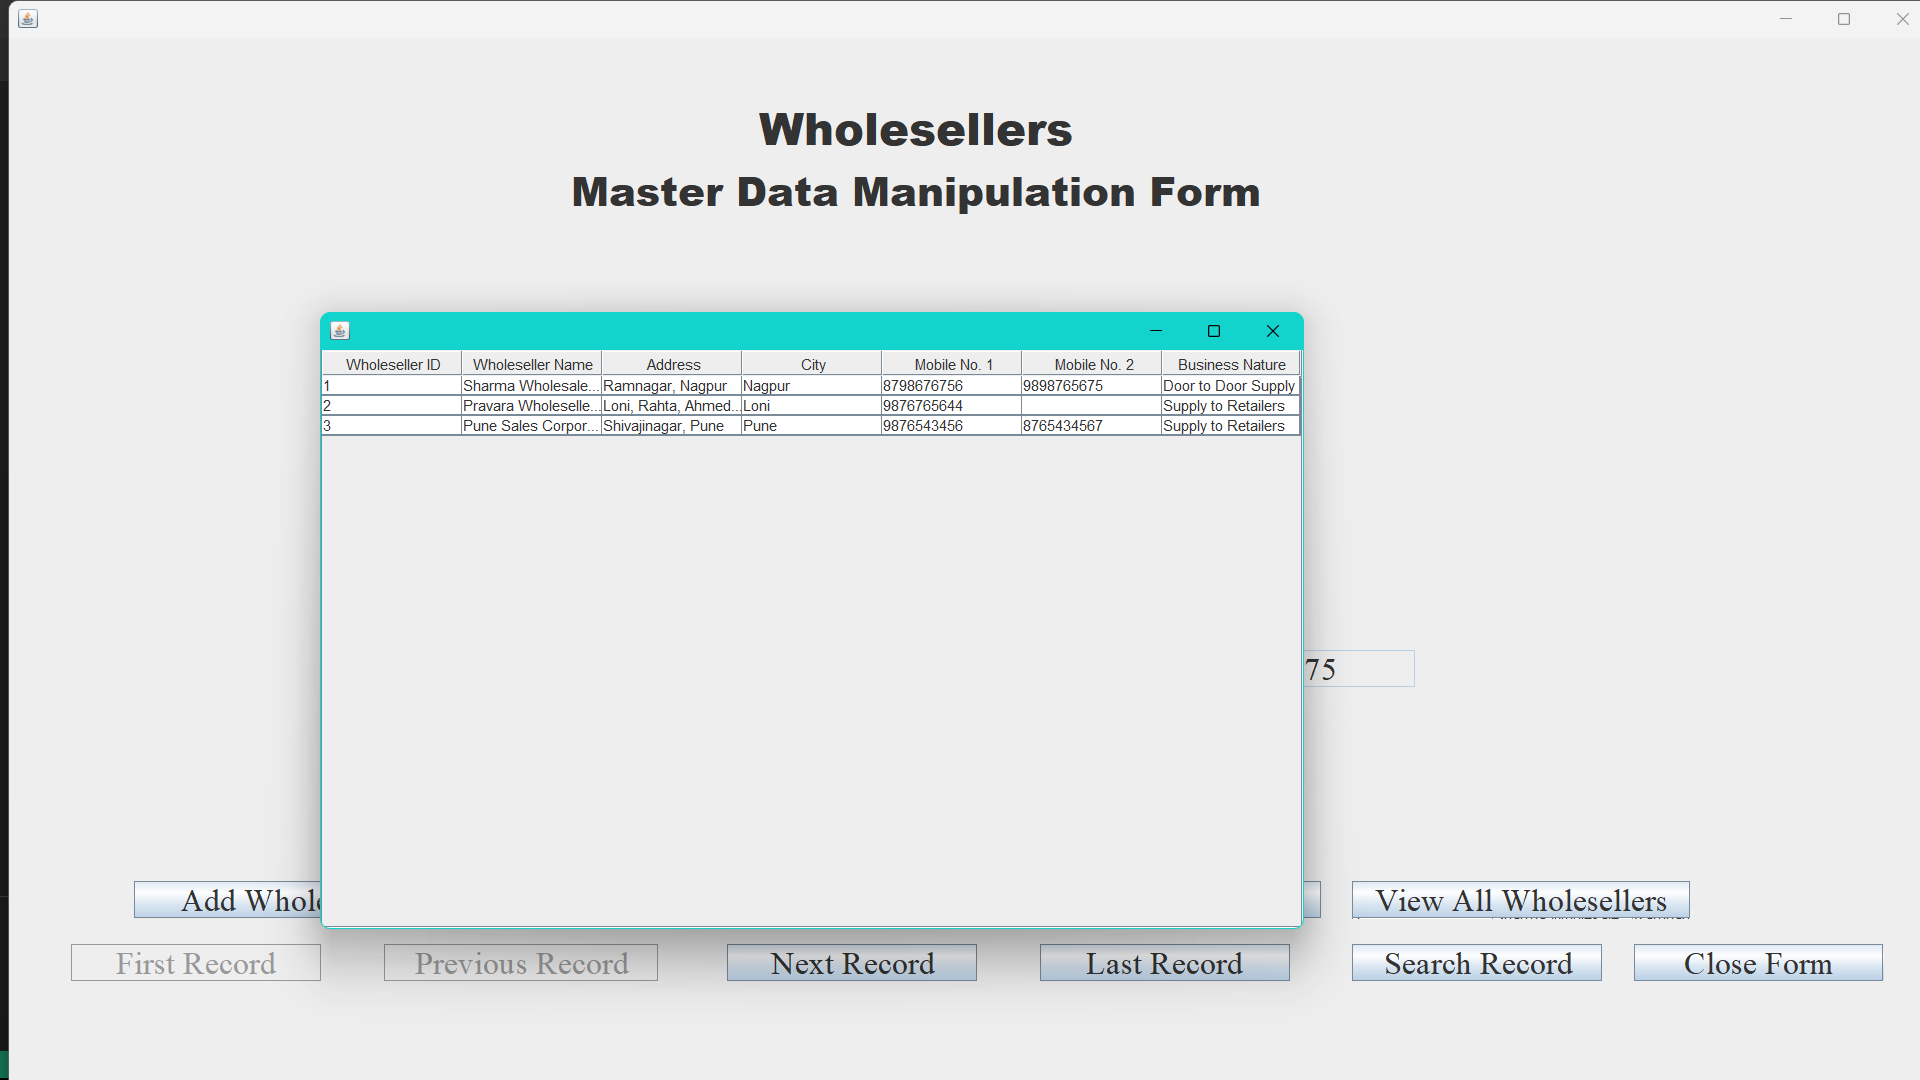 Wholesellers
Master Data Manipulation Form
Wholeseller ID Wholeseller Name Address City Mobile No. 1 Mobile No. 2 Business Nature
1 Sharma Wholesale... Ramnagar, Nagpur Nagpur 8798676756 9898765675 Door to Door Supply
2 Pravara Wholeselle... Loni, Rahta, Ahmed... Loni 9876765644 Supply to Retailers
3 Pune Sales Corpor... Shivajinagar, Pune Pune 9876543456 8765434567 Supply to Retailers
75
Add Whole View All Wholesellers
First Record Previous Record Next Record Last Record Search Record Close Form